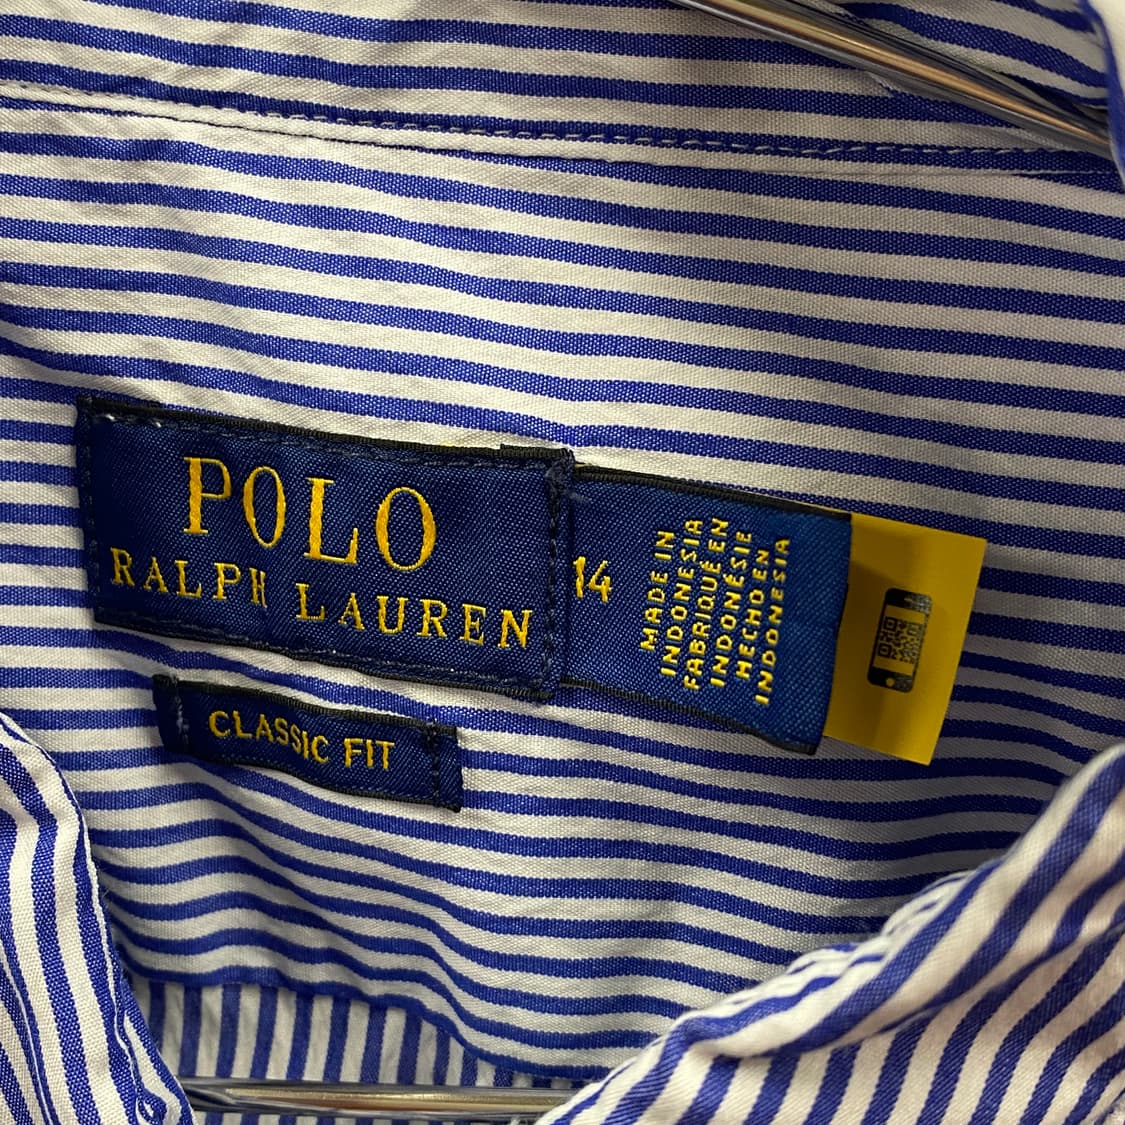 POLO
RALPH LAUREN
14
MADE IN
INDONESIA
FABRIQUÉ EN
INDONÉSIE
HECHO EN
INDONESIA
CLASSIC FIT